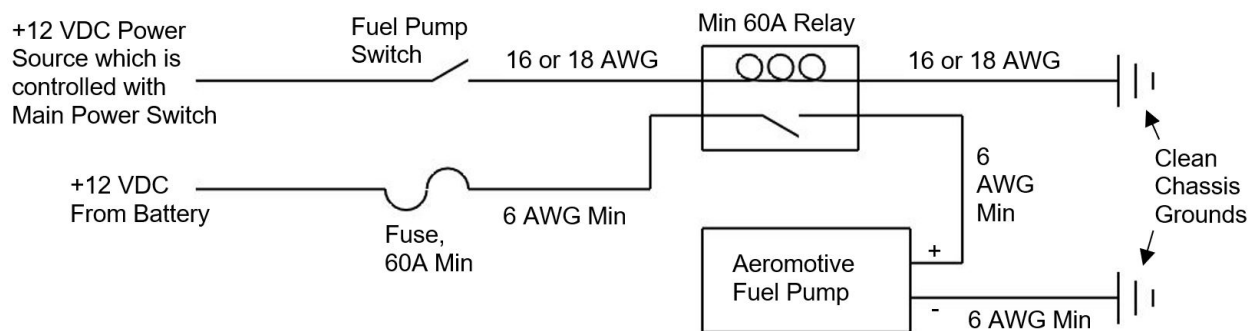 +12 VDC Power
Source which is
controlled with
Main Power Switch
Fuel Pump
Switch
16 or 18 AWG
Min 60A Relay
16 or 18 AWG
+12 VDC
From Battery
Fuse,
60A Min
6 AWG Min
6
AWG
Min
Clean
Chassis
Grounds
Aeromotive
Fuel Pump
+
-
6 AWG Min